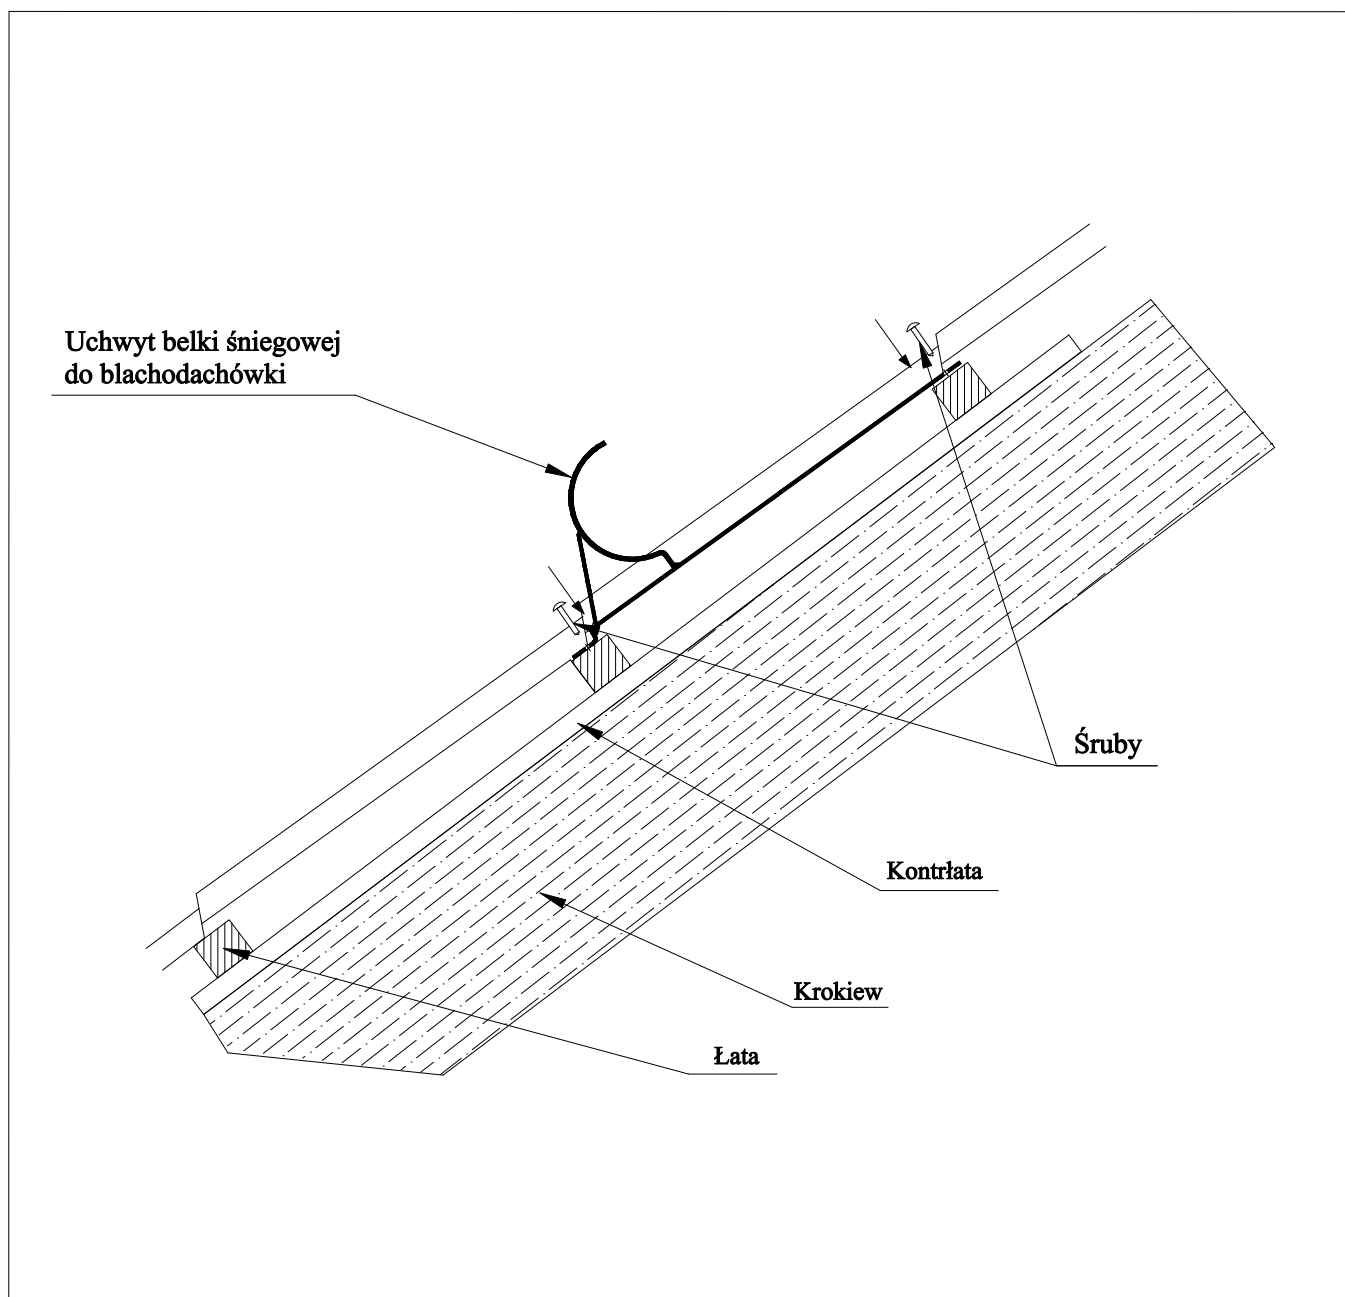 Uchwyt belki śniegowej
do blachodachówki
Śruby
Kontrłata
Krokiew
Łata